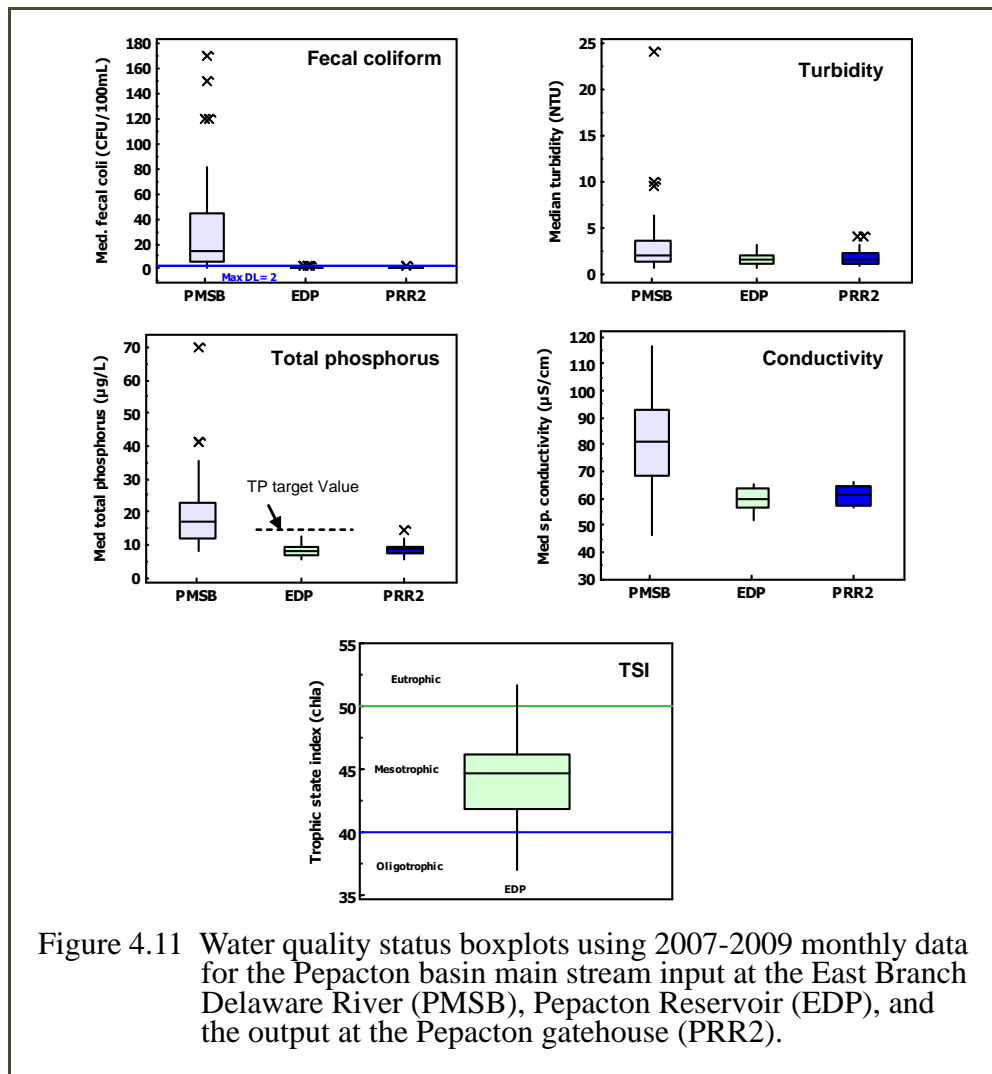 Fecal coliform
Med. fecal coli (CFU/100mL)
180
160
140
120
100
80
60
40
20
0
Max DL= 2
PMSB EDP PRR2
Turbidity
Median turbidity (NTU)
25
20
15
10
5
0
PMSB EDP PRR2
Total phosphorus
Med total phosphorus (µg/L)
70
60
50
40
30
20
10
0
TP target Value
PMSB EDP PRR2
Conductivity
Med sp. conductivity (µS/cm)
120
110
100
90
80
70
60
50
40
30
PMSB EDP PRR2
TSI
Trophic state index (chla)
55
50
45
40
35
Eutrophic
Mesotrophic
Oligotrophic
EDP
Figure 4.11 Water quality status boxplots using 2007-2009 monthly data
for the Pepacton basin main stream input at the East Branch
Delaware River (PMSB), Pepacton Reservoir (EDP), and
the output at the Pepacton gatehouse (PRR2).